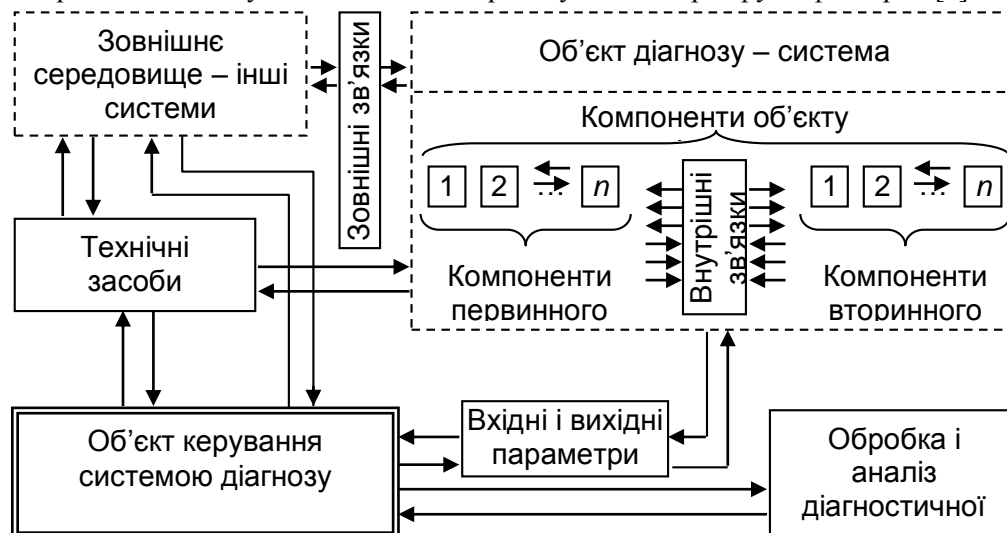 Зовнішнє
середовище – інші
системи
Зовнішні зв’язки
Об’єкт діагнозу – система
Компоненти об’єкту
1 2 ... n
Внутрішні
зв’язки
1 2 ... n
Компоненти
первинного
Компоненти
вторинного
Технічні
засоби
Об’єкт керування
системою діагнозу
Вхідні і вихідні
параметри
Обробка і
аналіз
діагностичної